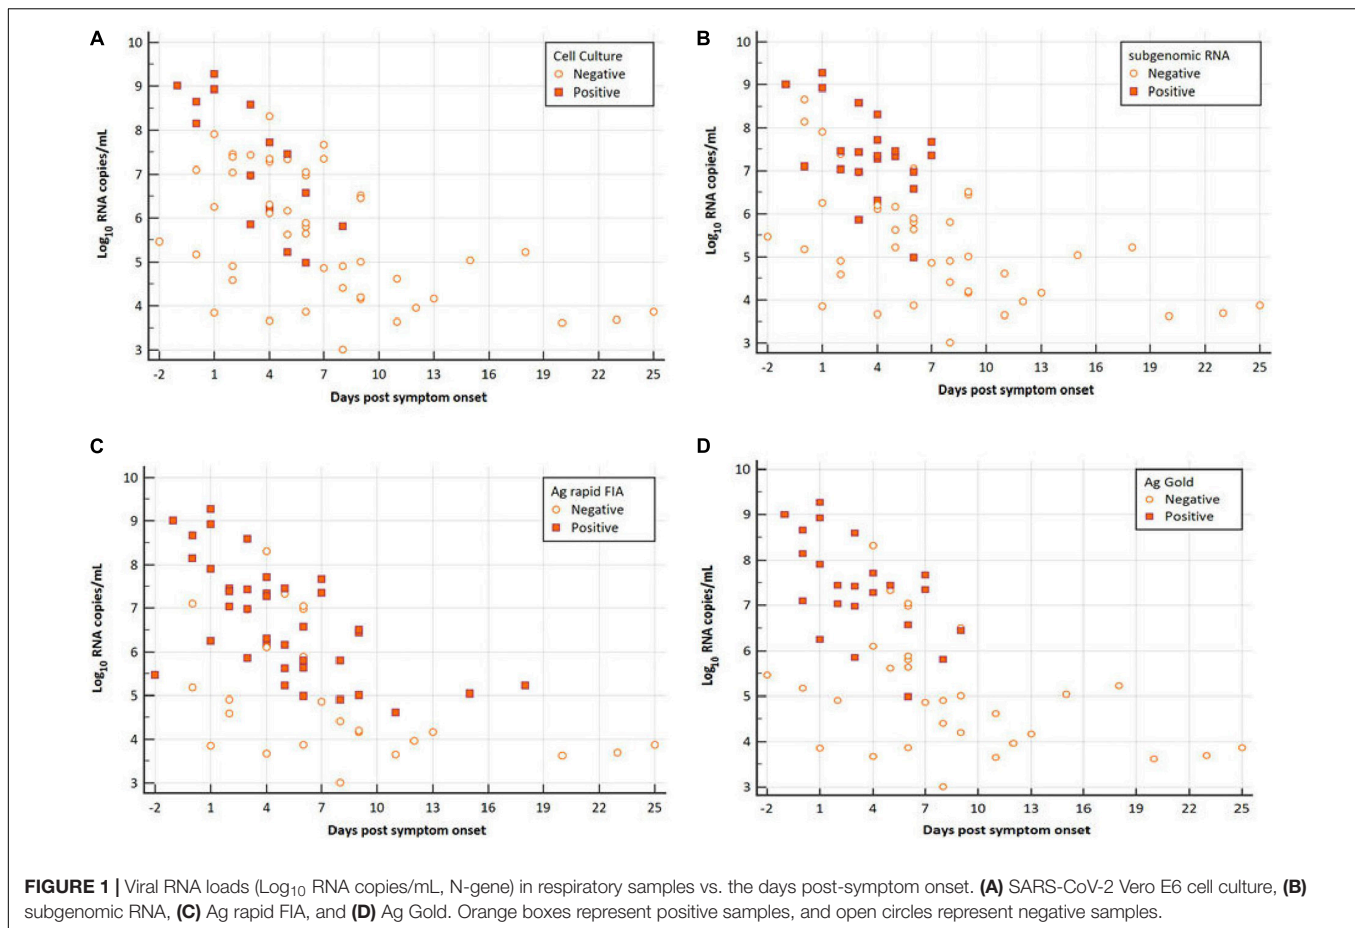 A
10
9
8
7
6
5
4
3
Log10 RNA copies/mL
Cell Culture
Negative
Positive
-2 1 4 7 10 13 16 19 22 25
Days post symptom onset
B
10
9
8
7
6
5
4
3
Log10 RNA copies/mL
subgenomic RNA
Negative
Positive
-2 1 4 7 10 13 16 19 22 25
Days post symptom onset
C
10
9
8
7
6
5
4
3
Log10 RNA copies/mL
Ag rapid FIA
Negative
Positive
-2 1 4 7 10 13 16 19 22 25
Days post symptom onset
D
10
9
8
7
6
5
4
3
Log10 RNA copies/mL
Ag Gold
Negative
Positive
-2 1 4 7 10 13 16 19 22 25
Days post symptom onset
FIGURE 1 | Viral RNA loads (Log10 RNA copies/mL, N-gene) in respiratory samples vs. the days post-symptom onset. (A) SARS-CoV-2 Vero E6 cell culture, (B)
subgenomic RNA, (C) Ag rapid FIA, and (D) Ag Gold. Orange boxes represent positive samples, and open circles represent negative samples.